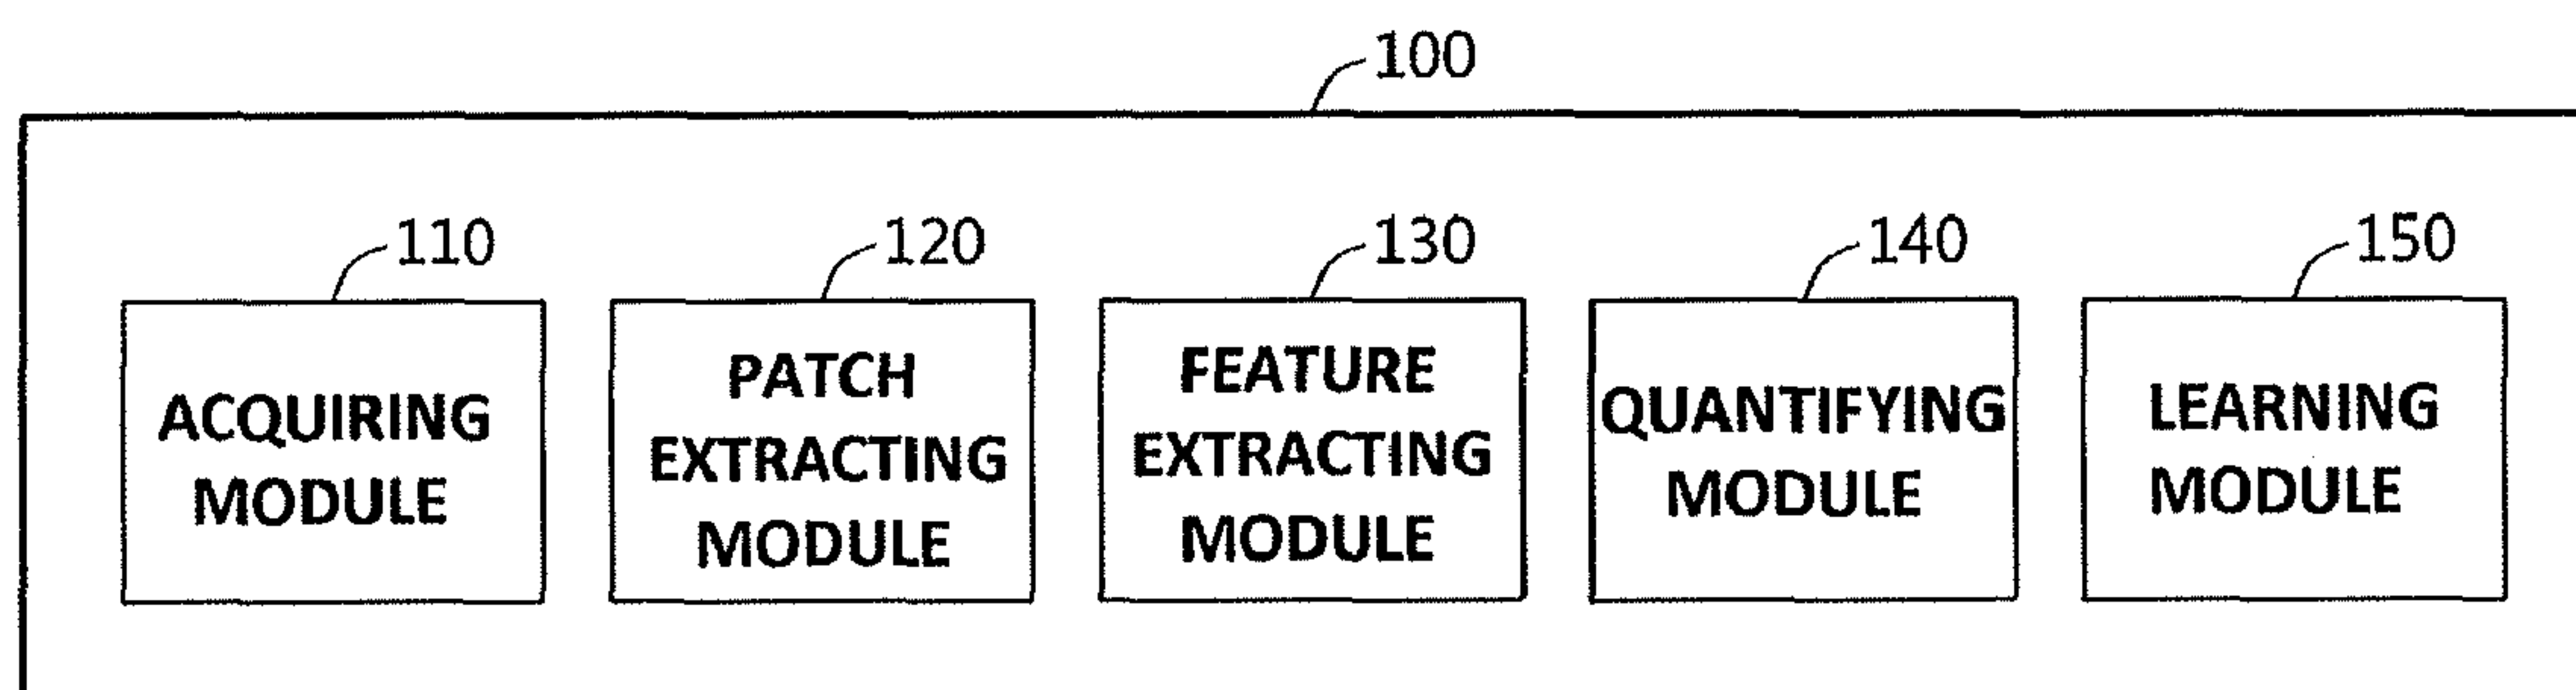 100
110
120
130
140
150
ACQUIRING
MODULE
PATCH
EXTRACTING
MODULE
FEATURE
EXTRACTING
MODULE
QUANTIFYING
MODULE
LEARNING
MODULE